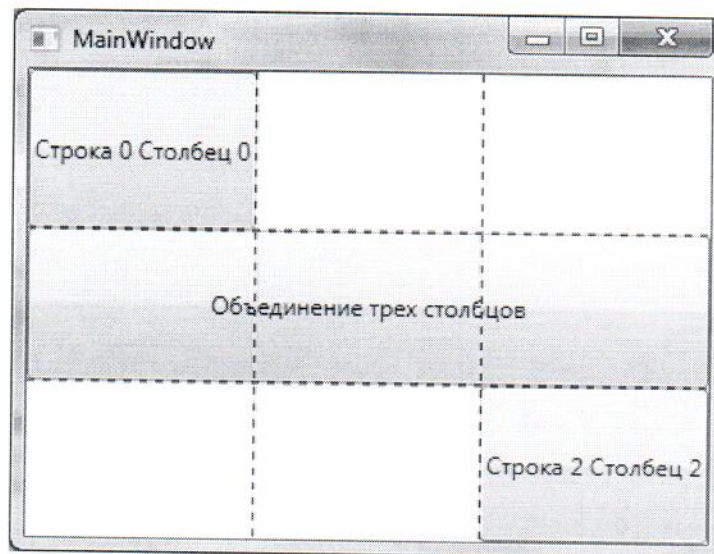 MainWindow
Строка 0 Столбец 0
Объединение трех столбцов
Строка 2 Столбец 2